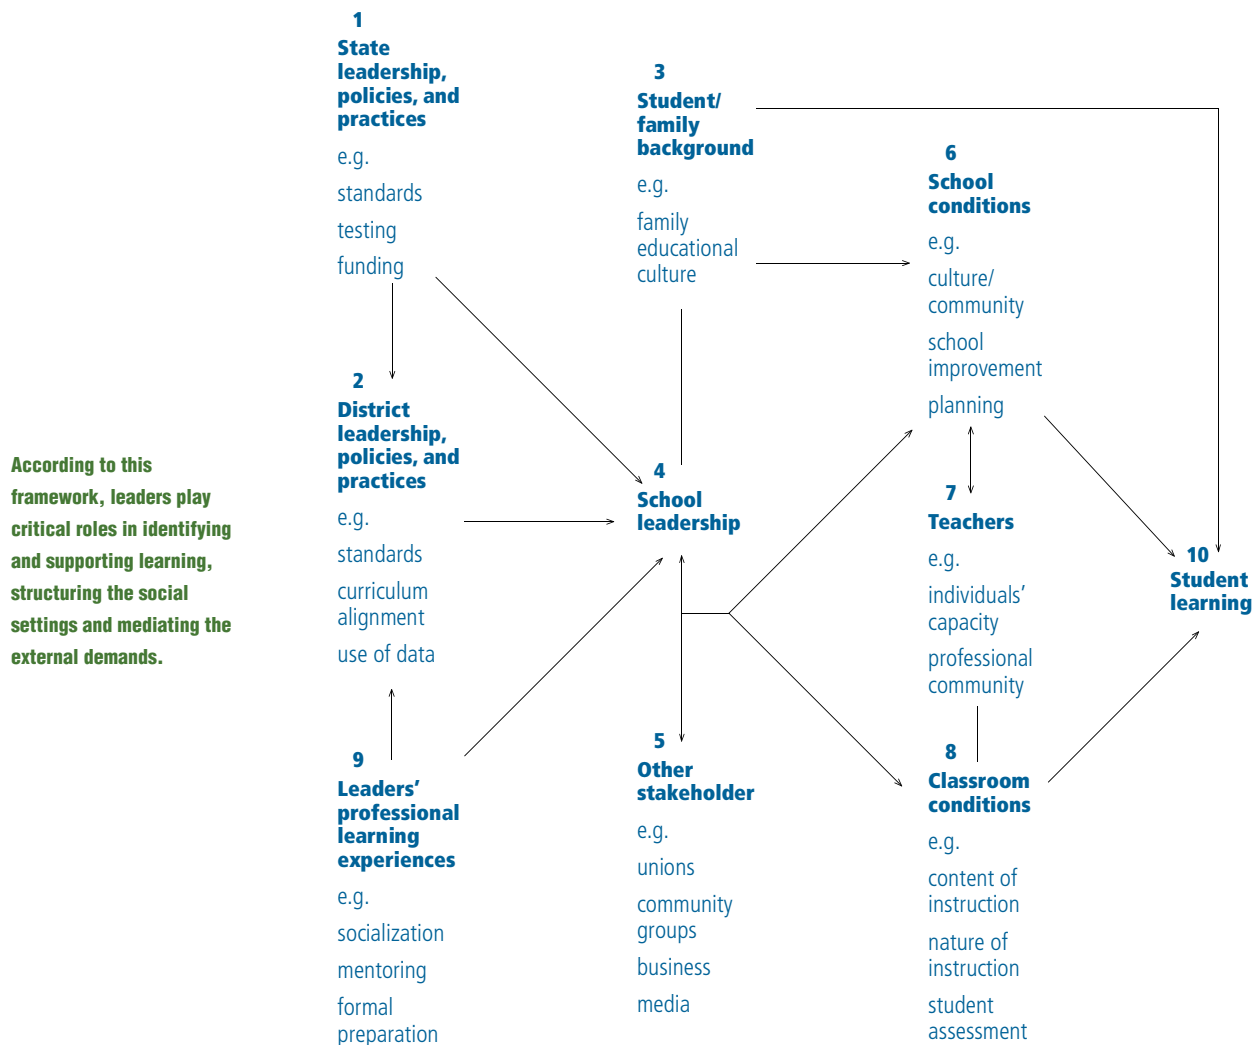 According to this
framework, leaders play
critical roles in identifying
and supporting learning,
structuring the social
settings and mediating the
external demands.
1
State
leadership,
policies, and
practices
e.g.
standards
testing
funding
2
District
leadership,
policies, and
practices
e.g.
standards
curriculum
alignment
use of data
9
Leaders’
professional
learning
experiences
e.g.
socialization
mentoring
formal
preparation
3
Student/
family
background
e.g.
family
educational
culture
4
School
leadership
5
Other
stakeholder
e.g.
unions
community
groups
business
media
6
School
conditions
e.g.
culture/
community
school
improvement
planning
7
Teachers
e.g.
individuals’
capacity
professional
community
8
Classroom
conditions
e.g.
content of
instruction
nature of
instruction
student
assessment
10
Student
learning